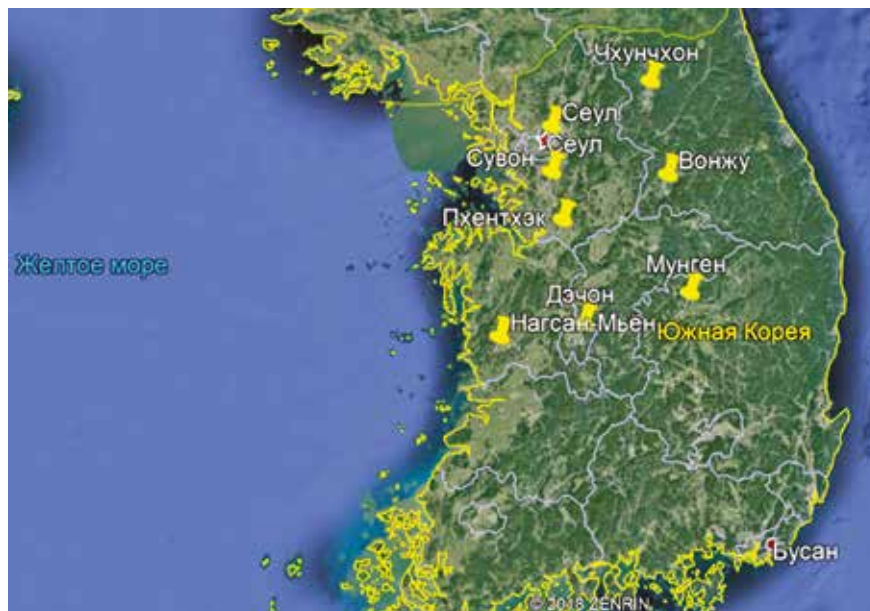 Чхунчхон
Сеул
Сеул
Сувон
Вонжу
Пхентхэк
Желтое море
Мунген
Дэчон
Нагсан-Мьён
Южная Корея
Бусан
© 2018 ZENRIN